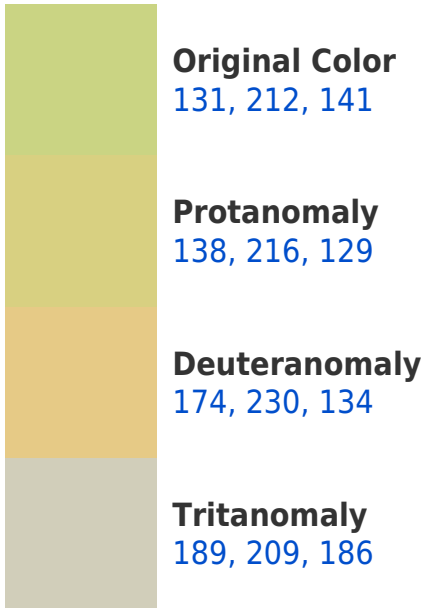 Original Color
131, 212, 141
Protanomaly
138, 216, 129
Deuteranomaly
174, 230, 134
Tritanomaly
189, 209, 186